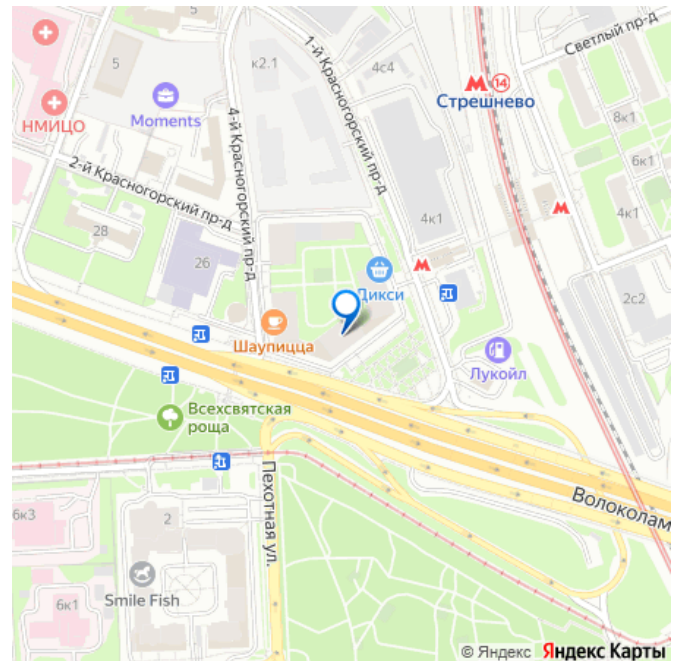 5
5
к2.1
4с4
Светлый пр-д
1-й Красногорский пр-д
14
Стрешнево
НМИЦО
Moments
8к1
6к1
4-й Красногорский пр-д
2-й Красногорский пр-д
28
26
4к1
4к1
2с2
Дикси
Шаупицца
Лукойл
Всехсвятская
роща
Пехотная ул.
Волоколам
6к3
2
Smile Fish
6к1
© Яндекс Яндекс Карты